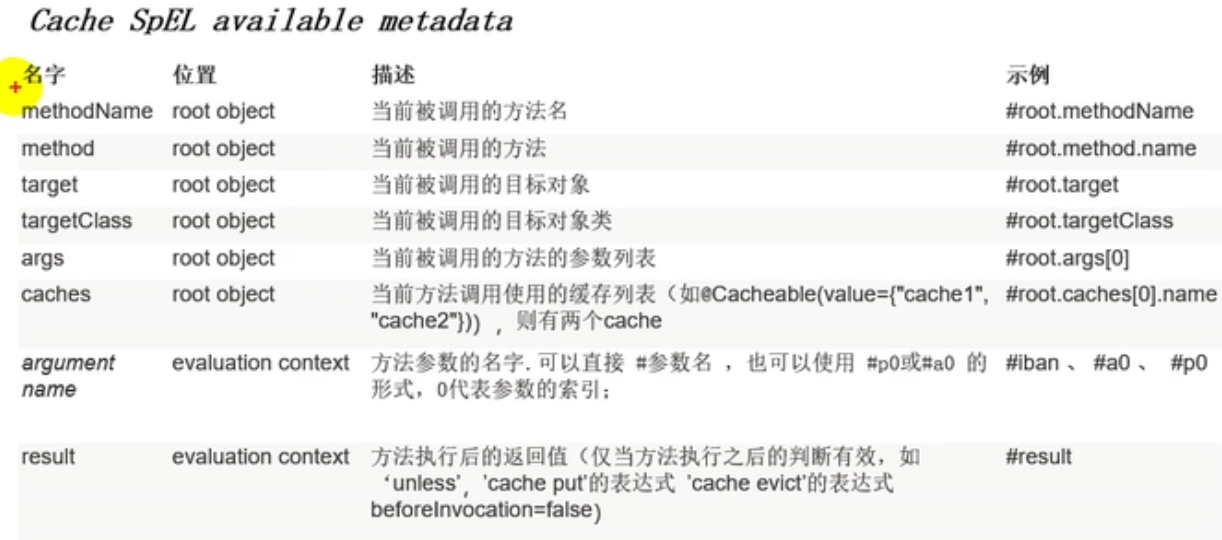 Cache SpEL available metadata
名字 位置 描述 示例
methodName root object 当前被调用的方法名 #root.methodName
method root object 当前被调用的方法 #root.method.name
target root object 当前被调用的目标对象 #root.target
targetClass root object 当前被调用的目标对象类 #root.targetClass
args root object 当前被调用的方法的参数列表 #root.args[0]
caches root object 当前方法调用使用的缓存列表（如@Cacheable(value={"cache1", #root.caches[0].name
"cache2"})），则有两个cache
argument evaluation context 方法参数的名字. 可以直接 #参数名 ，也可以使用 #p0或#a0 的 #iban 、 #a0 、 #p0
name 形式，0代表参数的索引；
result evaluation context 方法执行后的返回值（仅当方法执行之后的判断有效，如 #result
‘unless'，'cache put'的表达式 'cache evict'的表达式
beforeInvocation=false）